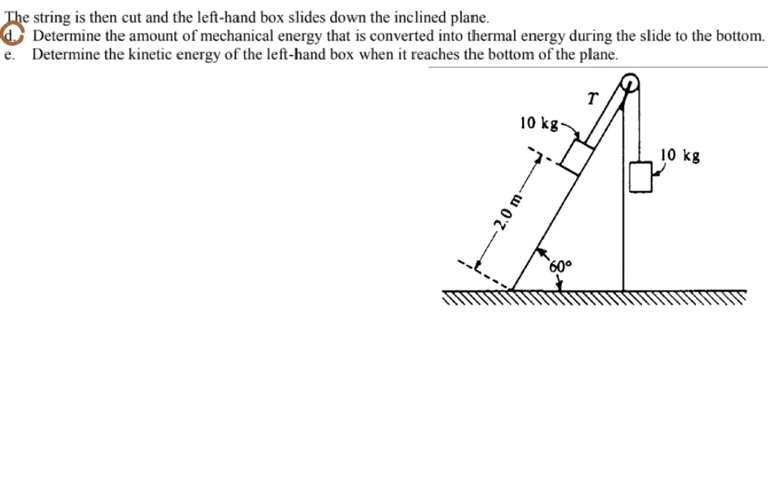 The string is then cut and the left-hand box slides down the inclined plane.
d. Determine the amount of mechanical energy that is converted into thermal energy during the slide to the bottom.
e. Determine the kinetic energy of the left-hand box when it reaches the bottom of the plane.
T
10 kg
10 kg
2.0 m
60°